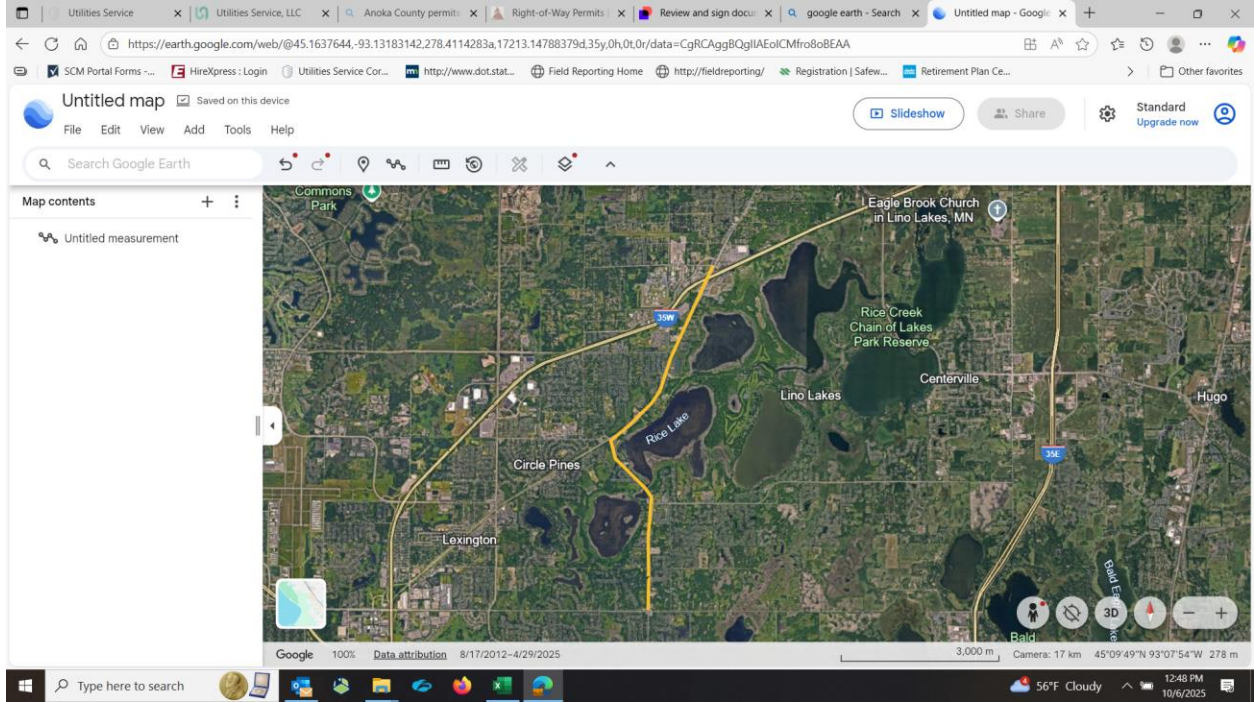 Utilities Service
Utilities Service, LLC
Anoka County permits
Right-of-Way Permits
Review and sign docum
google earth - Search
Untitled map - Google
https://earth.google.com/web/@45.1637644,-93.13183142,278.4114283a,17213.14788379d,35y,0h,0t,0r/data=CgRCAggBQgIIAEoICMfro8oBEAA
SCM Portal Forms -...
HireXpress : Login
Utilities Service Cor...
http://www.dot.stat...
Field Reporting Home
http://fieldreporting/
Registration | Safew...
Retirement Plan Ce...
Other favorites
Untitled map
Saved on this device
File Edit View Add Tools Help
Slideshow
Share
Standard
Upgrade now
Search Google Earth
Map contents
Untitled measurement
Commons
Park
Eagle Brook Church
in Lino Lakes, MN
35W
Rice Creek
Chain of Lakes
Park Reserve
Centerville
Lino Lakes
Hugo
Rice Lake
Circle Pines
35E
Lexington
Bald
3D
Bald
Google 100% Data attribution 8/17/2012-4/29/2025
3,000 m
Camera: 17 km 45°09'49"N 93°07'54"W 278 m
Type here to search
56°F Cloudy
12:48 PM
10/6/2025